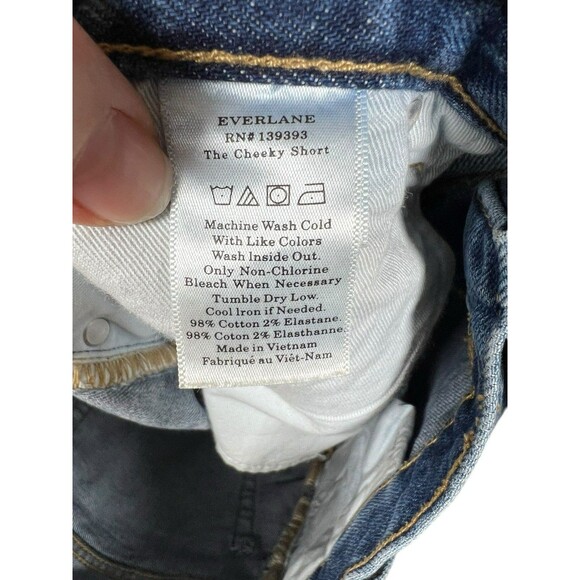 EVERLANE
RN# 139393
The Cheeky Short
Machine Wash Cold
With Like Colors
Wash Inside Out.
Only Non-Chlorine
Bleach When Necessary
Tumble Dry Low.
Cool Iron if Needed.
98% Cotton 2% Elastane.
98% Coton 2% Elasthanne.
Made in Vietnam
Fabriqué au Viêt-Nam